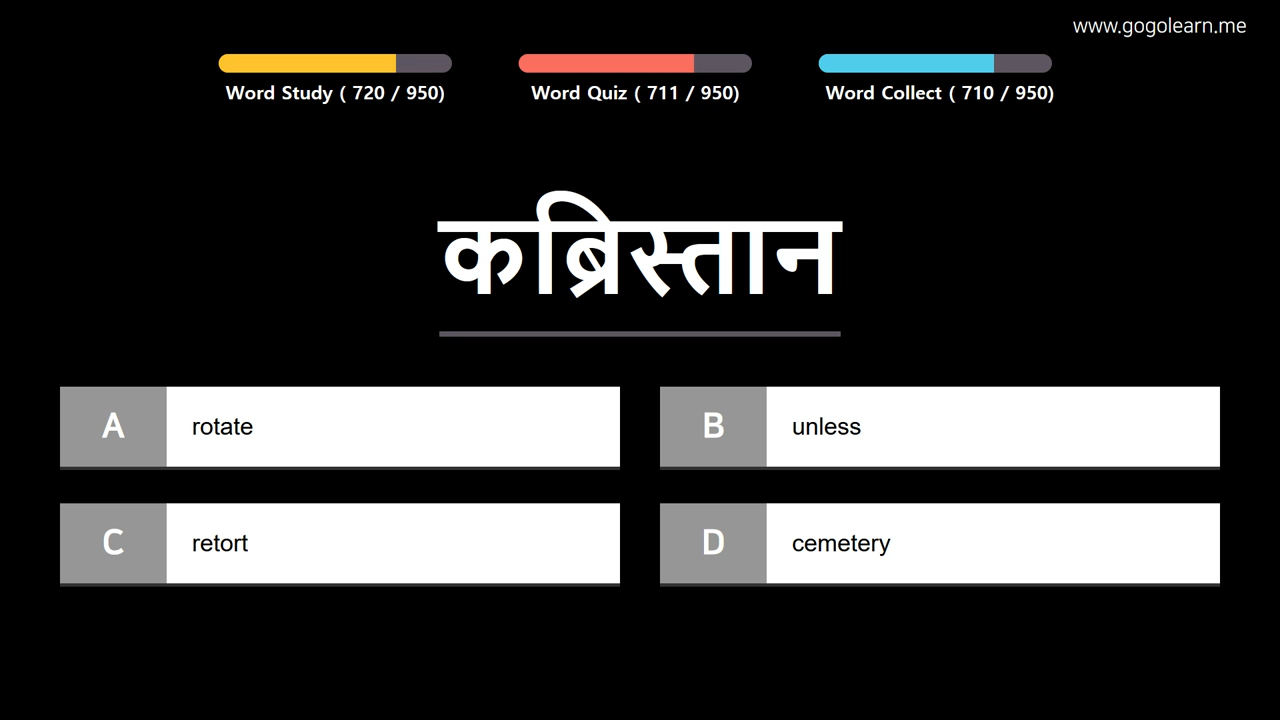 www.gogolearn.me
Word Study ( 720 / 950)
Word Quiz ( 711 / 950)
Word Collect ( 710 / 950)
कब्रिस्तान
A rotate
B unless
C retort
D cemetery